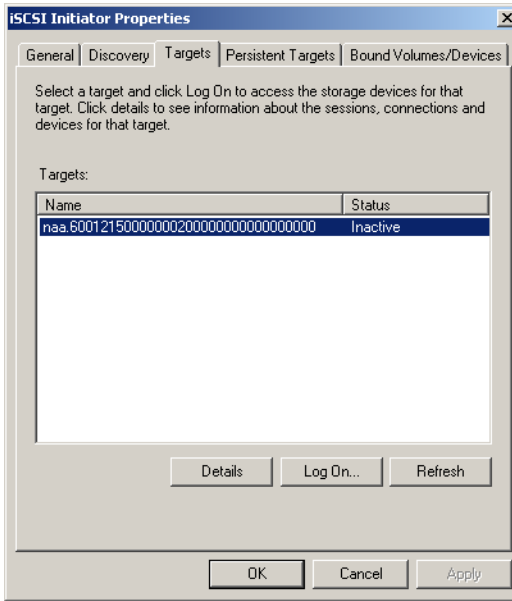 iSCSI Initiator Properties
General Discovery Targets Persistent Targets Bound Volumes/Devices
Select a target and click Log On to access the storage devices for that
target. Click details to see information about the sessions, connections and
devices for that target.
Targets:
Name Status
naa.60012150000000200000000000000000 Inactive
Details Log On... Refresh
OK Cancel Apply